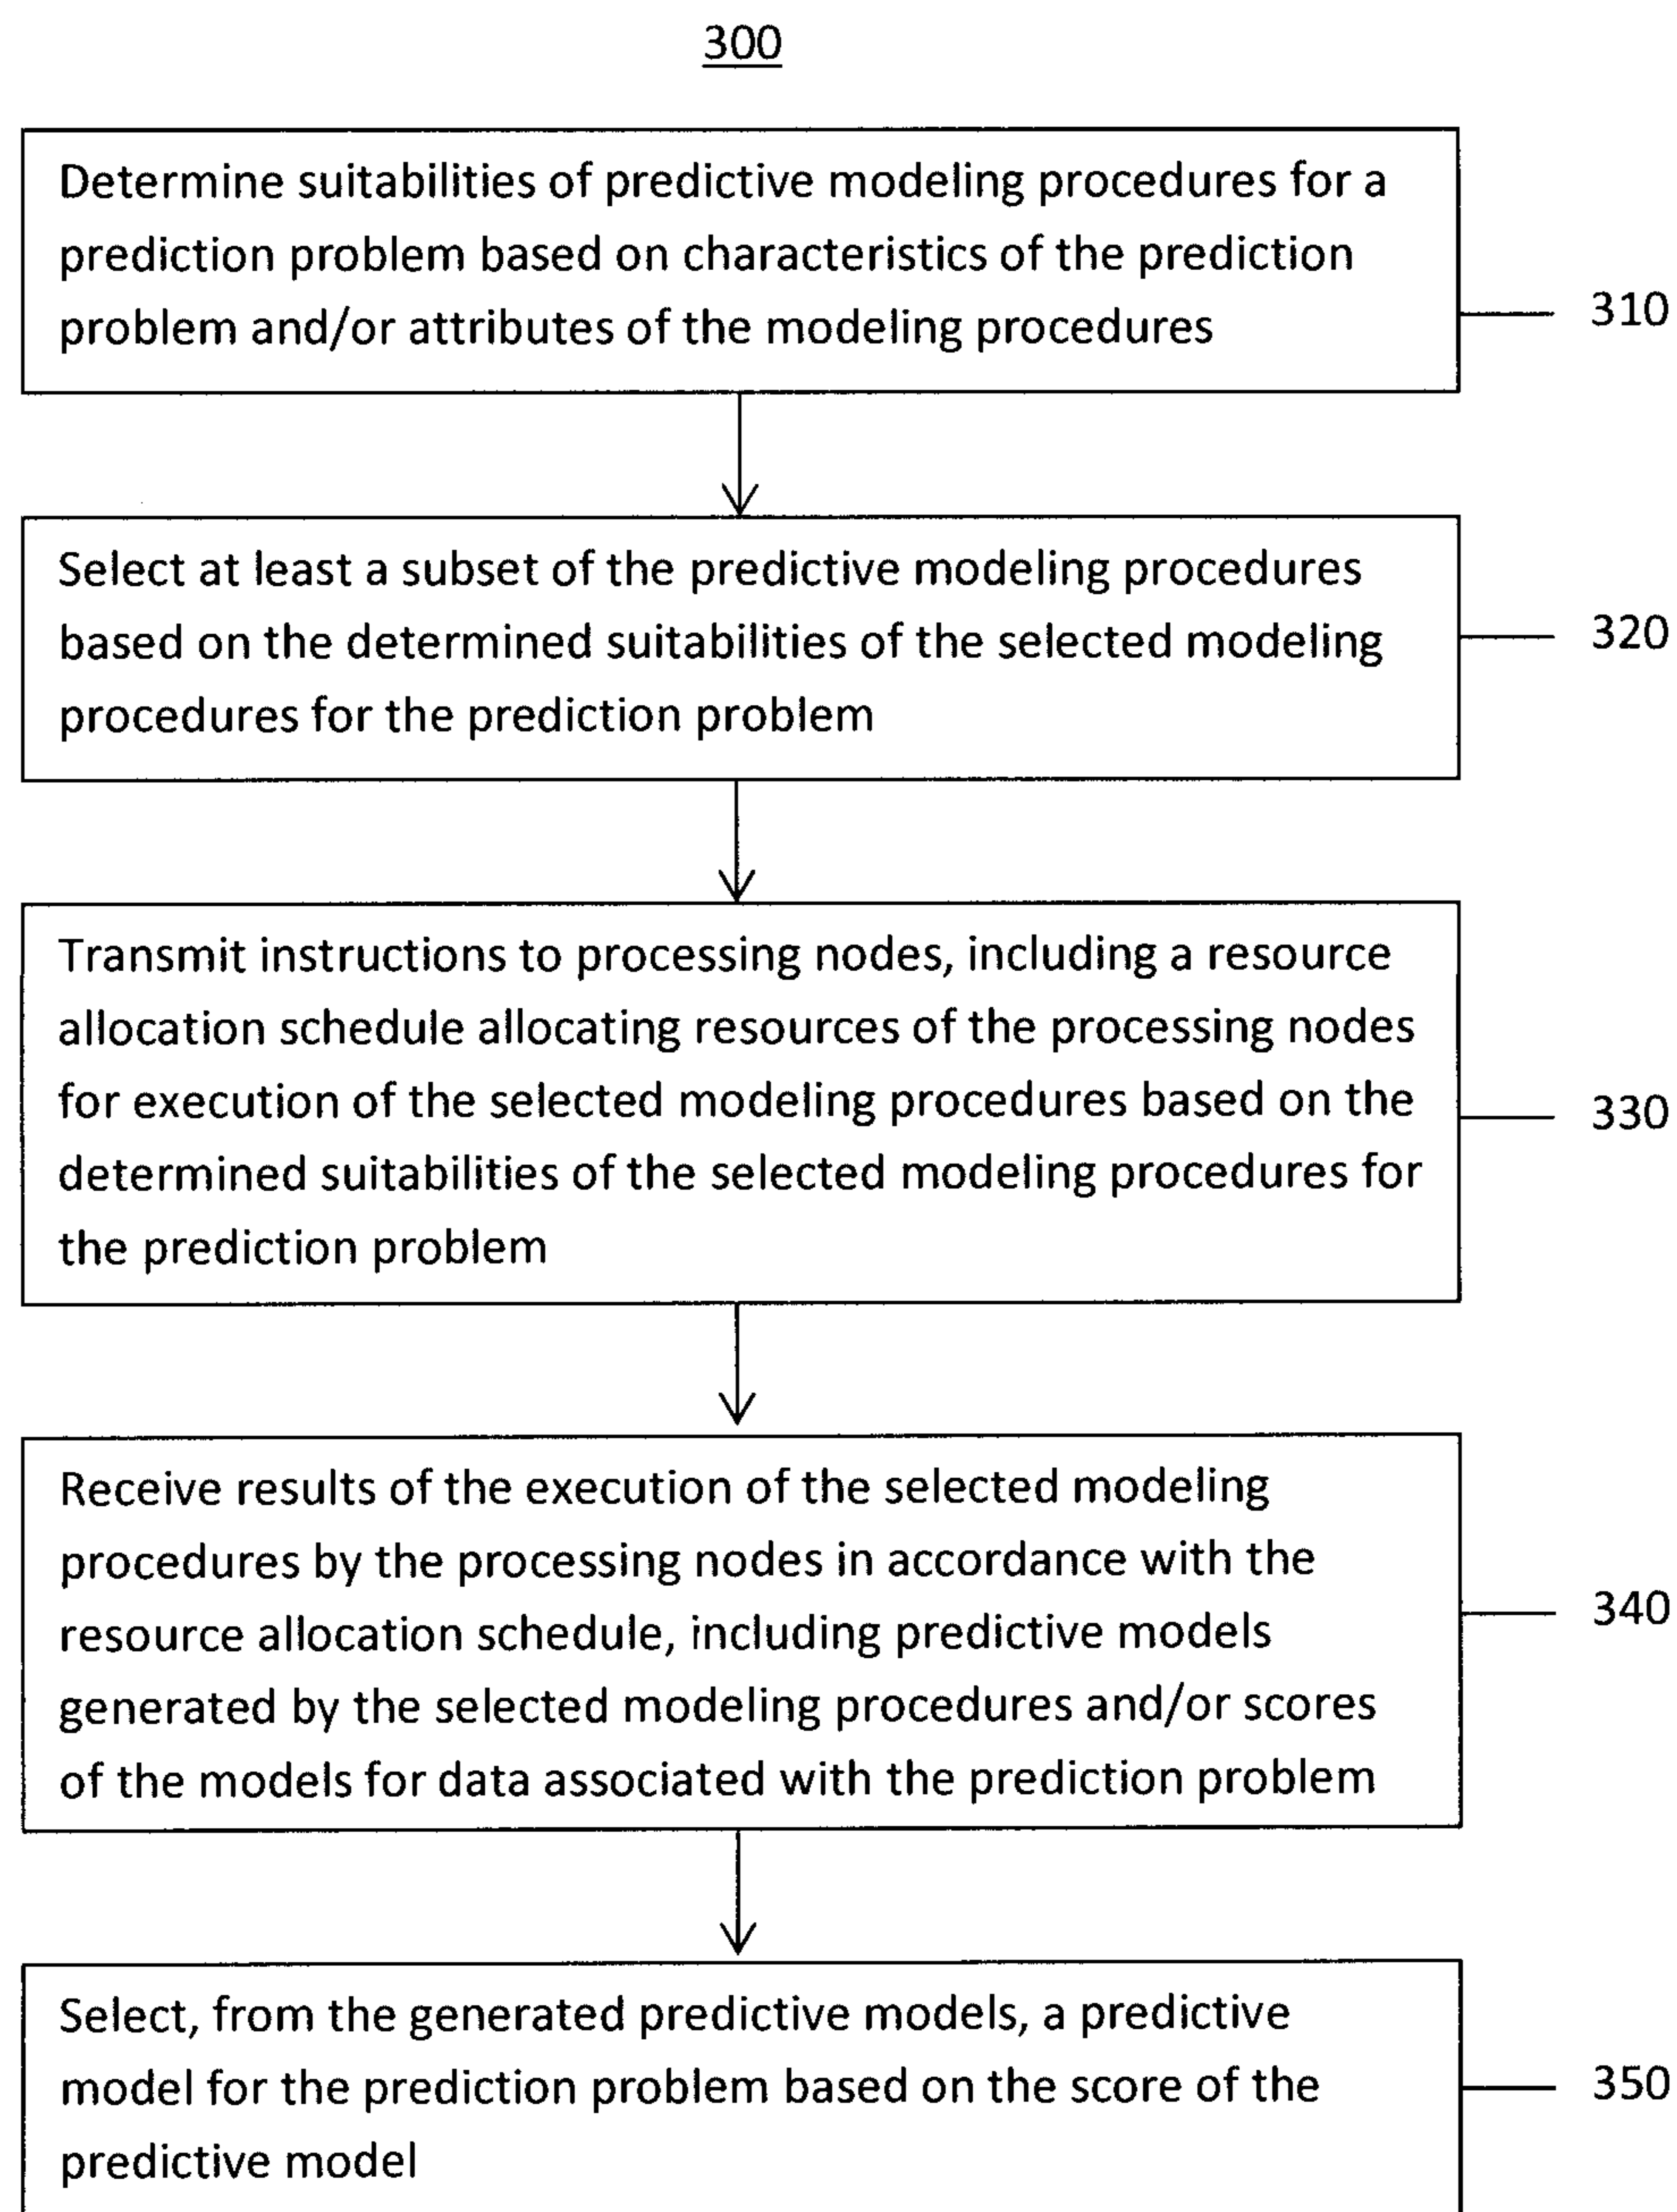 300
Determine suitabilities of predictive modeling procedures for a
prediction problem based on characteristics of the prediction
problem and/or attributes of the modeling procedures
310
Select at least a subset of the predictive modeling procedures
based on the determined suitabilities of the selected modeling
procedures for the prediction problem
320
Transmit instructions to processing nodes, including a resource
allocation schedule allocating resources of the processing nodes
for execution of the selected modeling procedures based on the
determined suitabilities of the selected modeling procedures for
the prediction problem
330
Receive results of the execution of the selected modeling
procedures by the processing nodes in accordance with the
resource allocation schedule, including predictive models
generated by the selected modeling procedures and/or scores
of the models for data associated with the prediction problem
340
Select, from the generated predictive models, a predictive
model for the prediction problem based on the score of the
predictive model
350